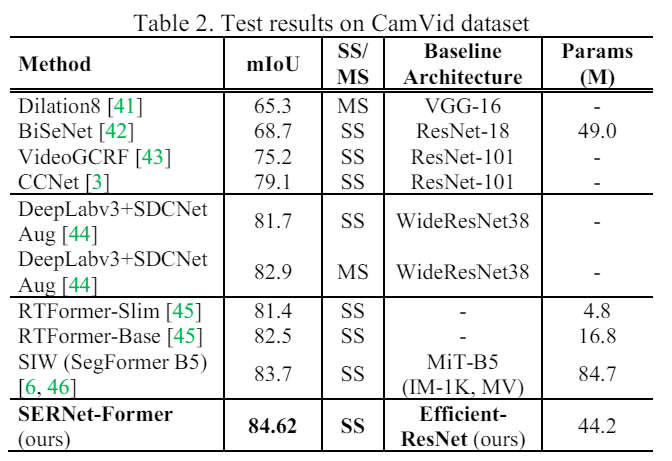 Table 2. Test results on CamVid dataset
Method mIoU SS/ MS Baseline Architecture Params (M)
Dilation8 [41] 65.3 MS VGG-16 -
BiSeNet [42] 68.7 SS ResNet-18 49.0
VideoGCRF [43] 75.2 SS ResNet-101 -
CCNet [3] 79.1 SS ResNet-101 -
DeepLabv3+SDCNet Aug [44] 81.7 SS WideResNet38 -
DeepLabv3+SDCNet Aug [44] 82.9 MS WideResNet38 -
RTFormer-Slim [45] 81.4 SS - 4.8
RTFormer-Base [45] 82.5 SS - 16.8
SIW (SegFormer B5) [6, 46] 83.7 SS MiT-B5 (IM-1K, MV) 84.7
SERNet-Former (ours) 84.62 SS Efficient-ResNet (ours) 44.2